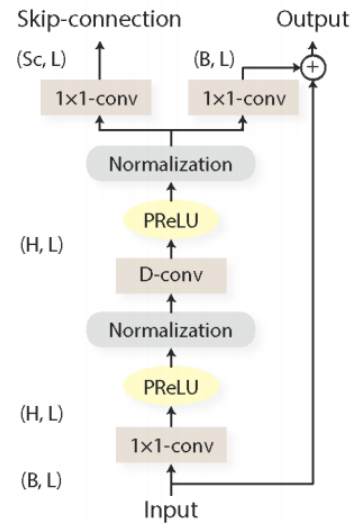 Skip-connection Output
(Sc, L) (B, L)
1×1-conv 1×1-conv +
Normalization
PReLU
(H, L)
D-conv
Normalization
PReLU
(H, L)
1×1-conv
(B, L)
Input